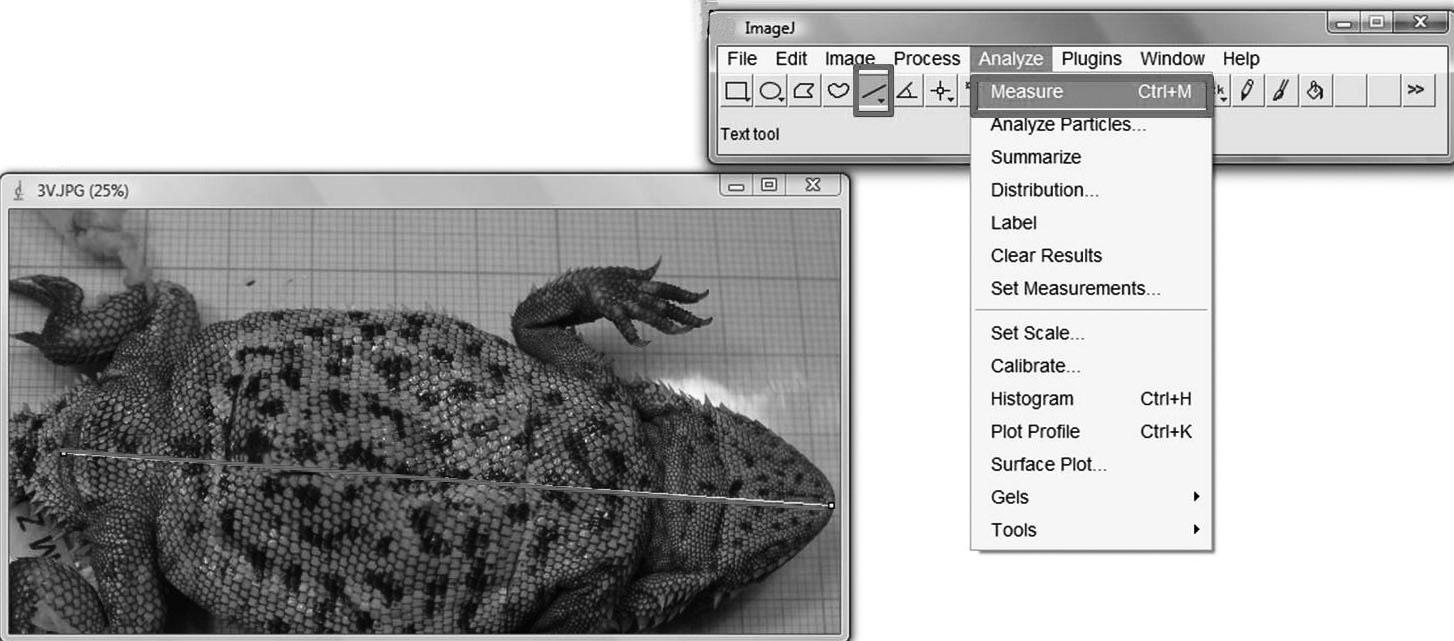 ImageJ
File Edit Image Process Analyze Plugins Window Help
Measure Ctrl+M
Analyze Particles...
Text tool
Summarize
Distribution...
Label
Clear Results
Set Measurements...
Set Scale...
Calibrate...
Histogram Ctrl+H
Plot Profile Ctrl+K
Surface Plot...
Gels
Tools
3V.JPG (25%)